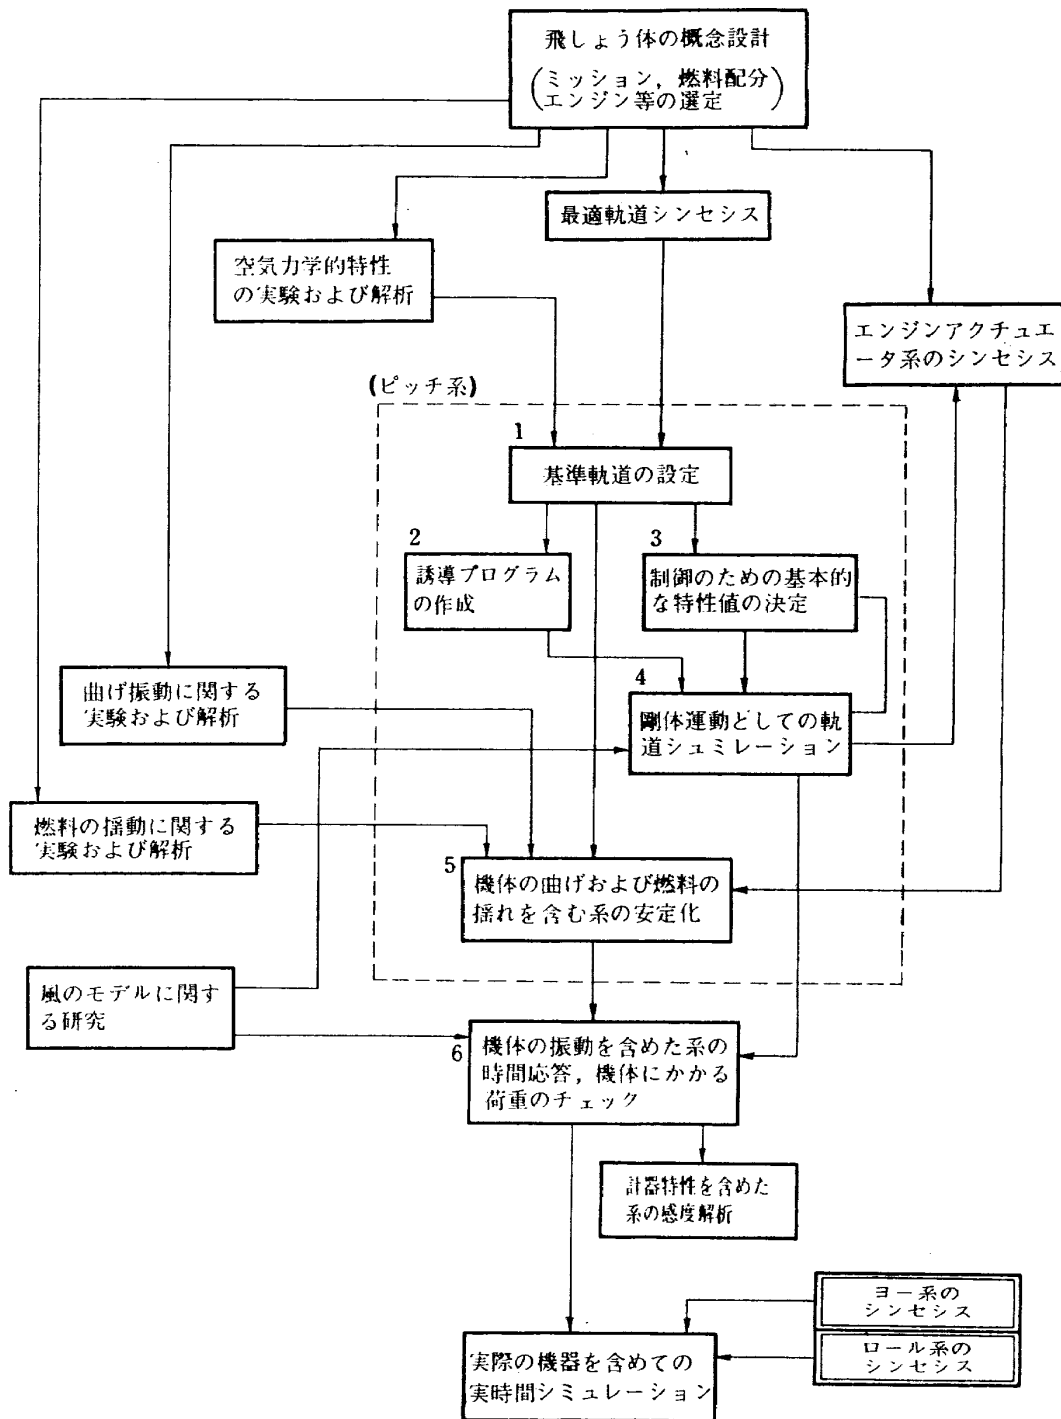 飛しょう体の概念設計
(ミッション，燃料配分
エンジン等の選定)
最適軌道シンセシス
空気力学的特性
の実験および解析
エンジンアクチュエ
ータ系のシンセシス
(ピッチ系)
1
基準軌道の設定
2
誘導プログラム
の作成
3
制御のための基本的
な特性値の決定
4
剛体運動としての軌
道シュミレーション
曲げ振動に関する
実験および解析
燃料の揺動に関する
実験および解析
5
機体の曲げおよび燃料の
揺れを含む系の安定化
風のモデルに関す
る研究
6
機体の振動を含めた系の
時間応答，機体にかかる
荷重のチェック
計器特性を含めた
系の感度解析
ヨー系の
シンセシス
ロール系の
シンセシス
実際の機器を含めての
実時間シミュレーション